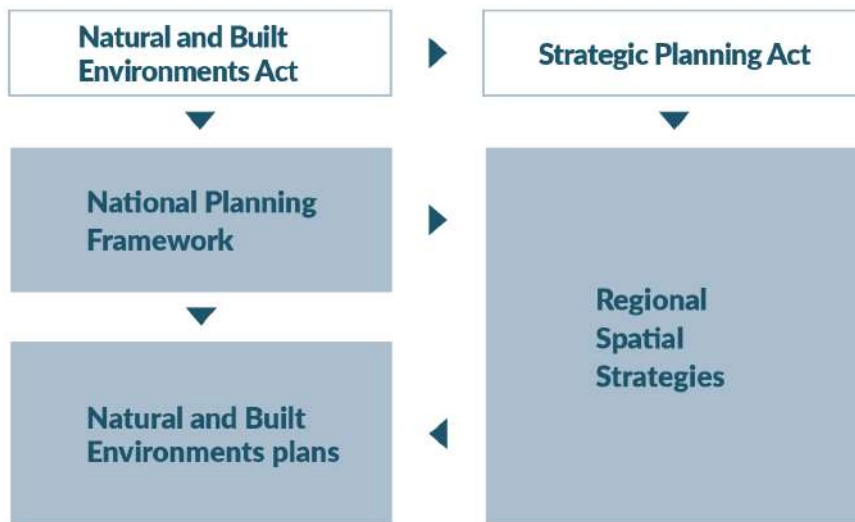 Natural and Built
Environments Act
Strategic Planning Act
National Planning
Framework
Regional
Spatial
Strategies
Natural and Built
Environments plans